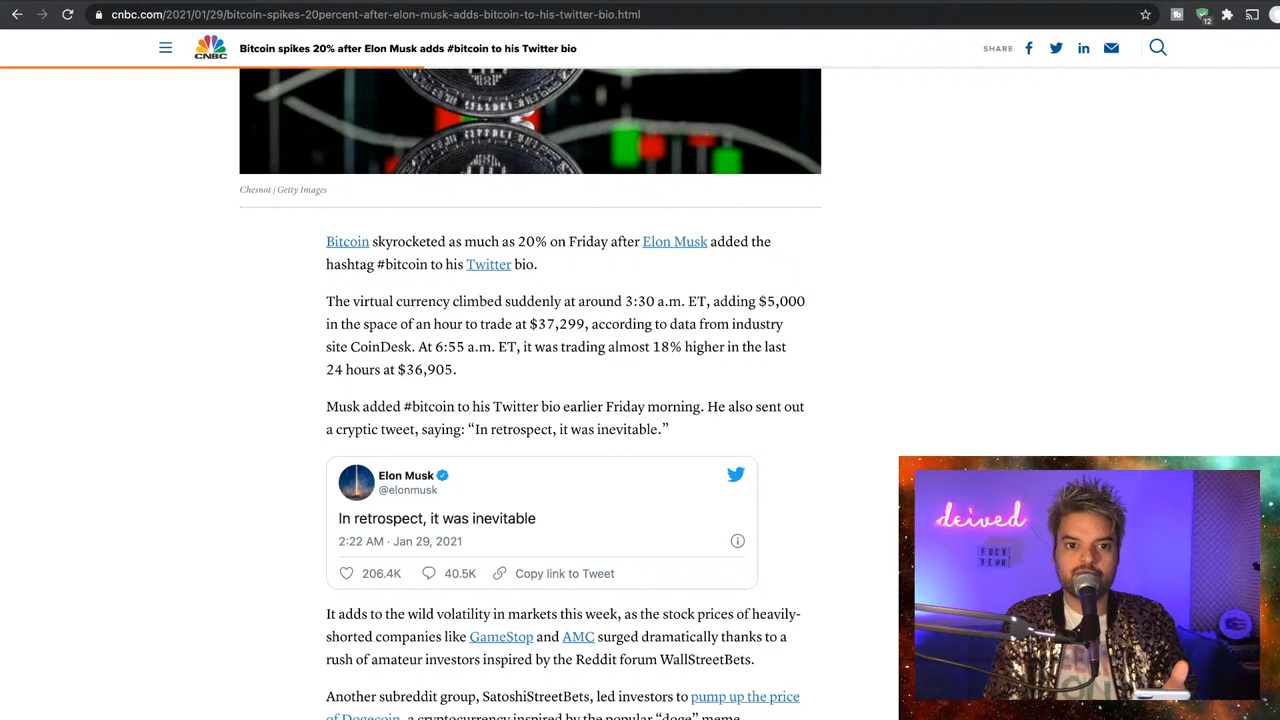 cnbc.com/2021/01/29/bitcoin-spikes-20percent-after-elon-musk-adds-bitcoin-to-his-twitter-bio.html
12
CNBC
Bitcoin spikes 20% after Elon Musk adds #bitcoin to his Twitter bio
SHARE
Chesnot | Getty Images
Bitcoin skyrocketed as much as 20% on Friday after Elon Musk added the
hashtag #bitcoin to his Twitter bio.
The virtual currency climbed suddenly at around 3:30 a.m. ET, adding $5,000
in the space of an hour to trade at $37,299, according to data from industry
site CoinDesk. At 6:55 a.m. ET, it was trading almost 18% higher in the last
24 hours at $36,905.
Musk added #bitcoin to his Twitter bio earlier Friday morning. He also sent out
a cryptic tweet, saying: “In retrospect, it was inevitable.”
Elon Musk
@elonmusk
In retrospect, it was inevitable
2:22 AM · Jan 29, 2021
206.4K 40.5K Copy link to Tweet
It adds to the wild volatility in markets this week, as the stock prices of heavily-
shorted companies like GameStop and AMC surged dramatically thanks to a
rush of amateur investors inspired by the Reddit forum WallStreetBets.
Another subreddit group, SatoshiStreetBets, led investors to pump up the price
of Dogecoin, a cryptocurrency inspired by the popular “doge” meme.
deived
FUCK
YEAH